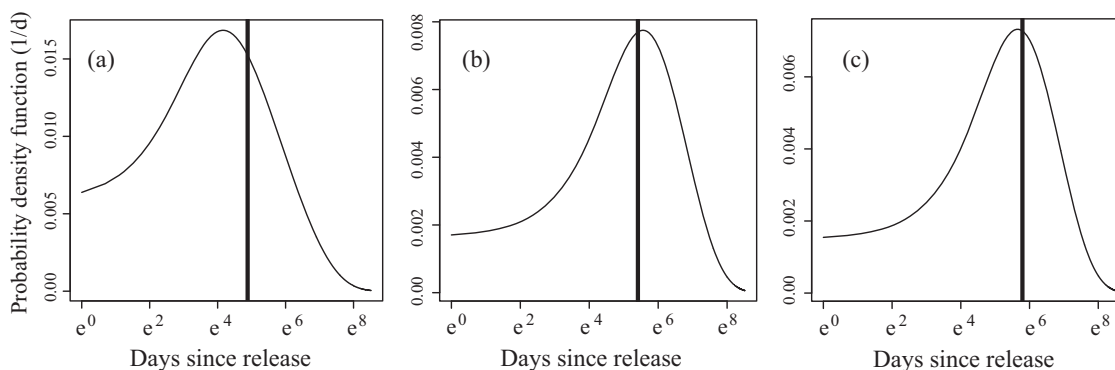 Probability density function (1/d)
(a)
0.015
0.010
0.005
0.00
e0 e2 e4 e6 e8
Days since release
(b)
0.008
0.006
0.004
0.002
0.00
e0 e2 e4 e6 e8
Days since release
(c)
0.006
0.004
0.002
0.00
e0 e2 e4 e6 e8
Days since release